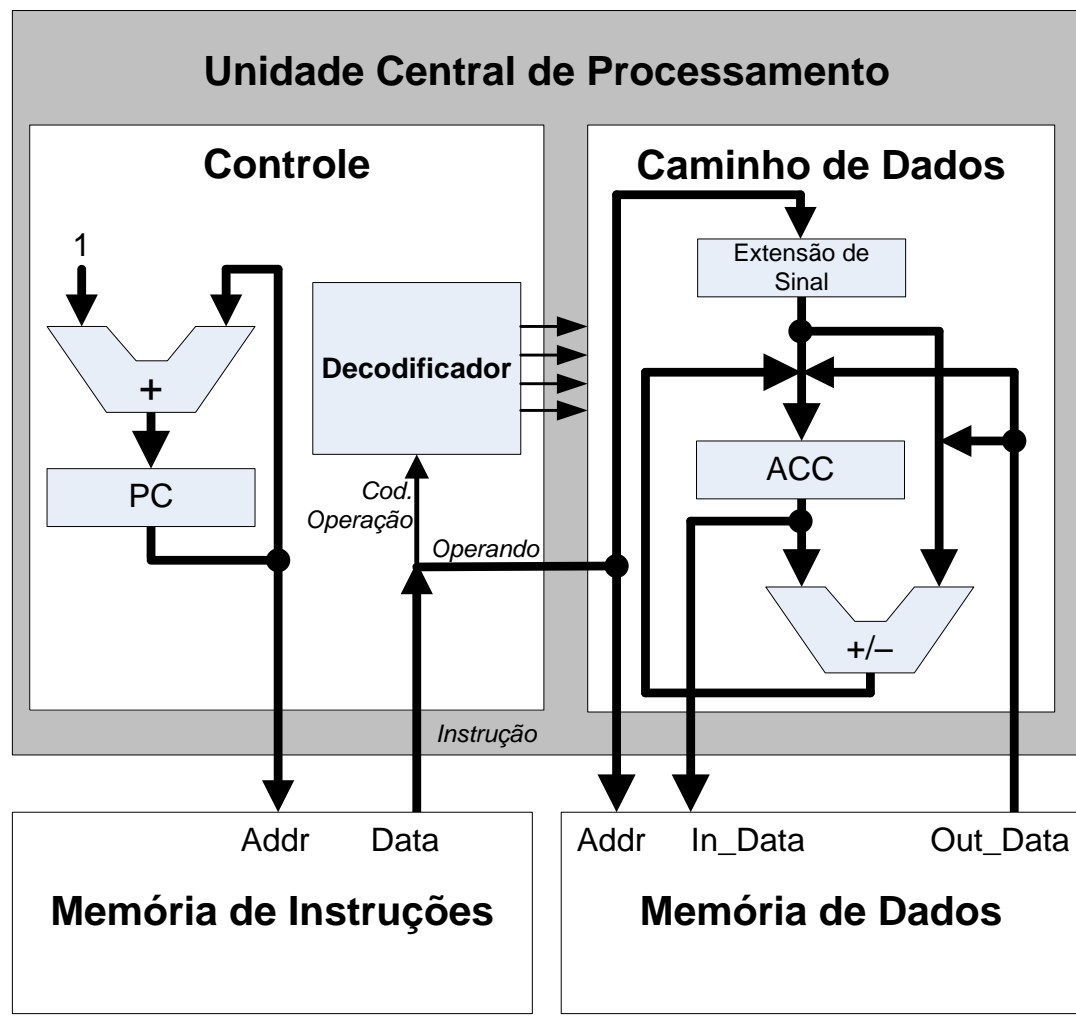 Unidade Central de Processamento
Controle
1
+
PC
Decodificador
Cod.
Operação
Operando
Instrução
Caminho de Dados
Extensão de
Sinal
ACC
+/–
Addr
Data
Memória de Instruções
Addr
In_Data
Out_Data
Memória de Dados